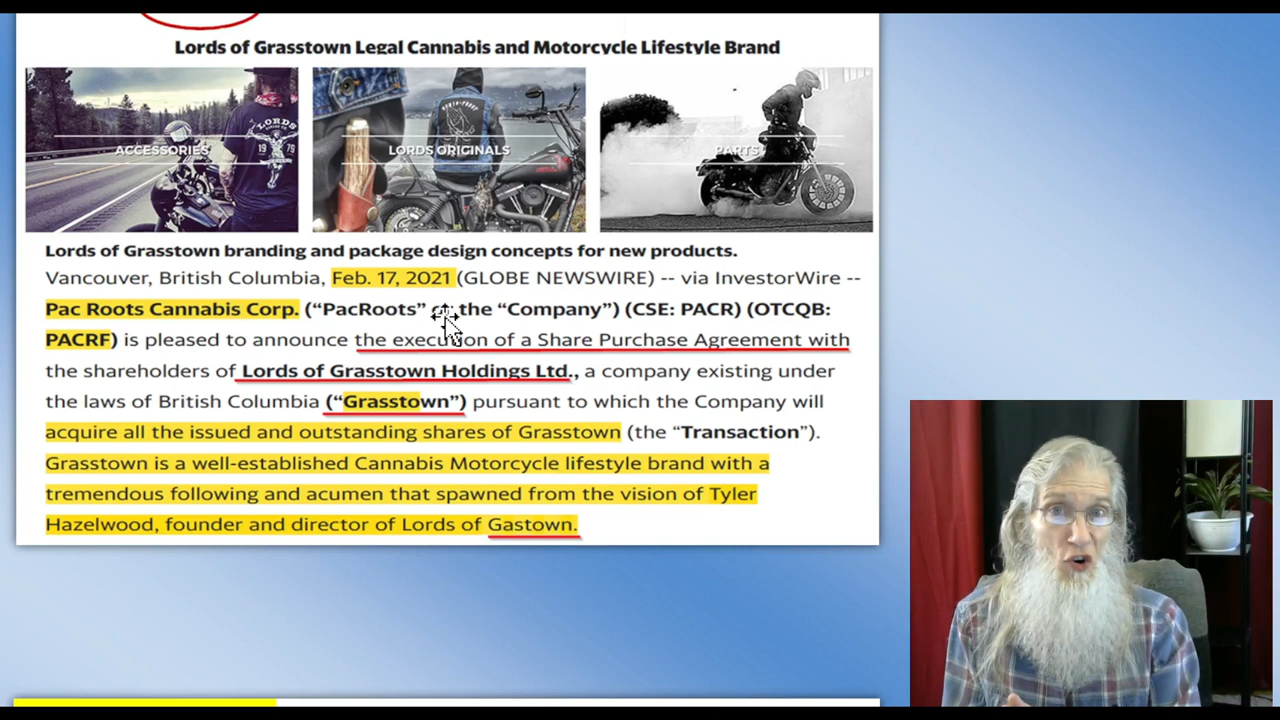 Lords of Grasstown Legal Cannabis and Motorcycle Lifestyle Brand
ACCESSORIES
LORDS
1979
LORDS ORIGINALS
PARTS
Lords of Grasstown branding and package design concepts for new products.
Vancouver, British Columbia, Feb. 17, 2021 (GLOBE NEWSWIRE) -- via InvestorWire --
Pac Roots Cannabis Corp. (“PacRoots” the “Company”) (CSE: PACR) (OTCQB:
PACRF) is pleased to announce the execution of a Share Purchase Agreement with
the shareholders of Lords of Grasstown Holdings Ltd., a company existing under
the laws of British Columbia (“Grasstown”) pursuant to which the Company will
acquire all the issued and outstanding shares of Grasstown (the “Transaction”).
Grasstown is a well-established Cannabis Motorcycle lifestyle brand with a
tremendous following and acumen that spawned from the vision of Tyler
Hazelwood, founder and director of Lords of Gastown.